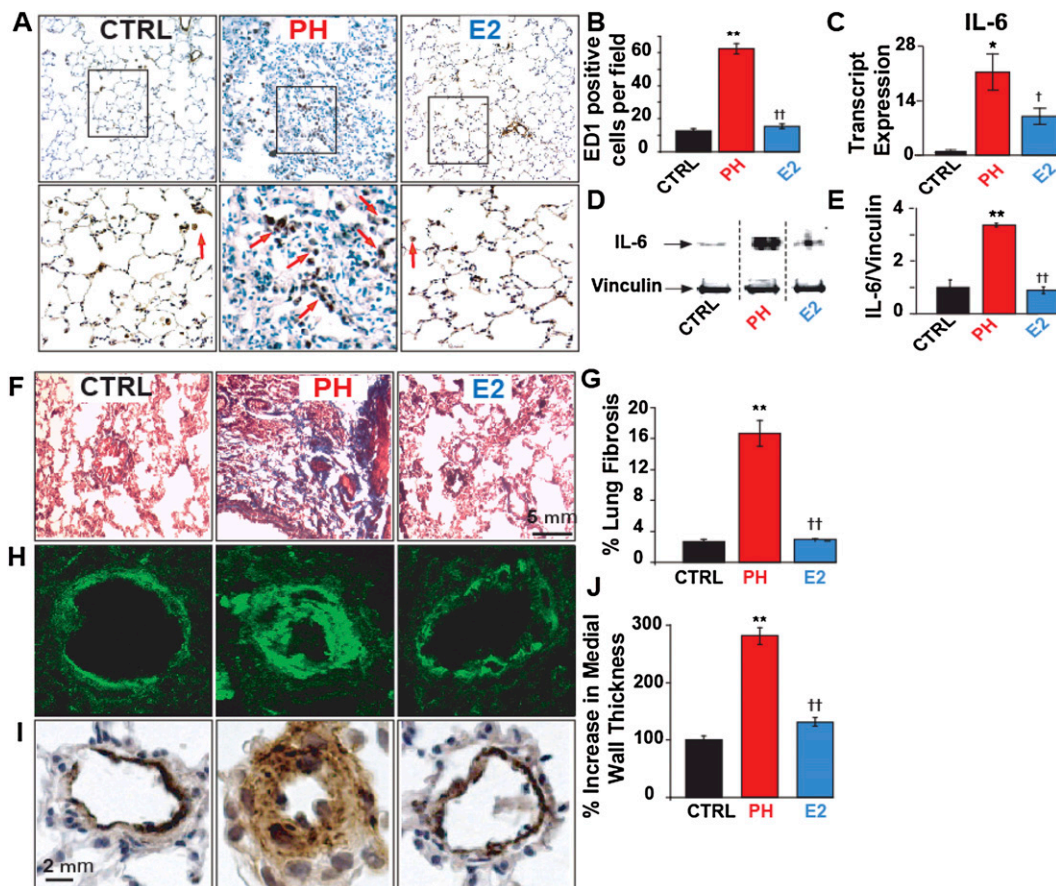 A
CTRL
PH
E2
B
ED1 positive
cells per field
60
40
20
0
**
††
CTRL
PH
E2
C
IL-6
Transcript
Expression
28
14
0
*
†
CTRL
PH
E2
D
IL-6
Vinculin
CTRL
PH
E2
E
IL-6/Vinculin
4
2
0
**
††
CTRL
PH
E2
F
CTRL
PH
E2
5 mm
G
% Lung Fibrosis
20
16
12
8
4
0
**
††
CTRL
PH
E2
H
I
2 mm
J
% Increase in Medial
Wall Thickness
300
200
100
0
**
††
CTRL
PH
E2